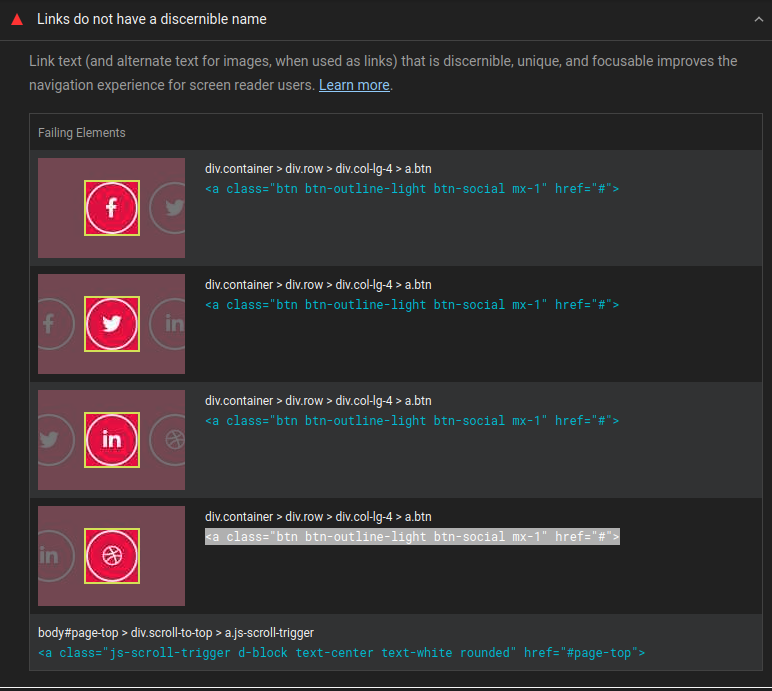 Links do not have a discernible name
Link text (and alternate text for images, when used as links) that is discernible, unique, and focusable improves the
navigation experience for screen reader users. Learn more.
Failing Elements
div.container > div.row > div.col-lg-4 > a.btn
<a class="btn btn-outline-light btn-social mx-1" href="#">
div.container > div.row > div.col-lg-4 > a.btn
<a class="btn btn-outline-light btn-social mx-1" href="#">
div.container > div.row > div.col-lg-4 > a.btn
<a class="btn btn-outline-light btn-social mx-1" href="#">
div.container > div.row > div.col-lg-4 > a.btn
<a class="btn btn-outline-light btn-social mx-1" href="#">
body#page-top > div.scroll-to-top > a.js-scroll-trigger
<a class="js-scroll-trigger d-block text-center text-white rounded" href="#page-top">